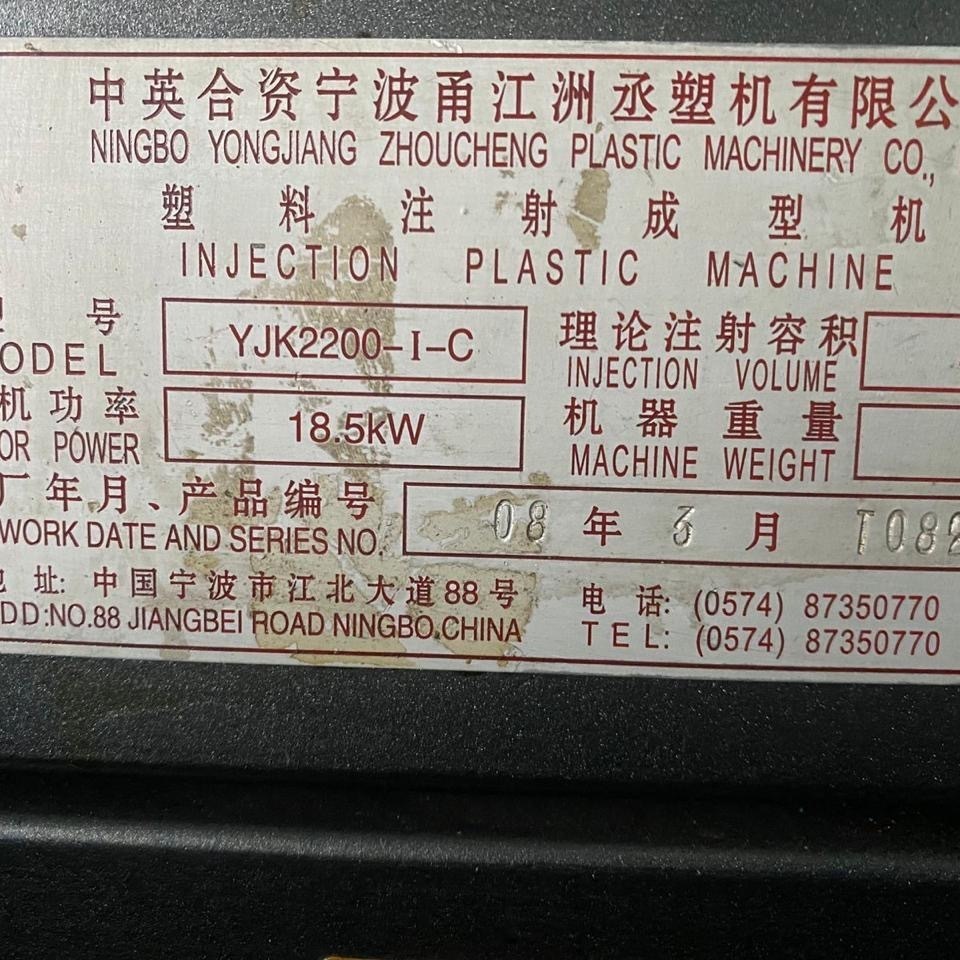 中英合资宁波甬江洲丞塑机有限公
NINGBO YONGJIANG ZHOUCHENG PLASTIC MACHINERY CO.,
塑料注射成型机
INJECTION PLASTIC MACHINE
号 YJK2200-I-C 理论注射容积
ODEL INJECTION VOLUME
机功率 18.5kW 机器重量
OR POWER MACHINE WEIGHT
厂年月、产品编号 08年3月 T082
WORK DATE AND SERIES NO.
址: 中国宁波市江北大道88号 电话: (0574) 87350770
DD:NO.88 JIANGBEI ROAD NINGBO,CHINA TEL: (0574) 87350770